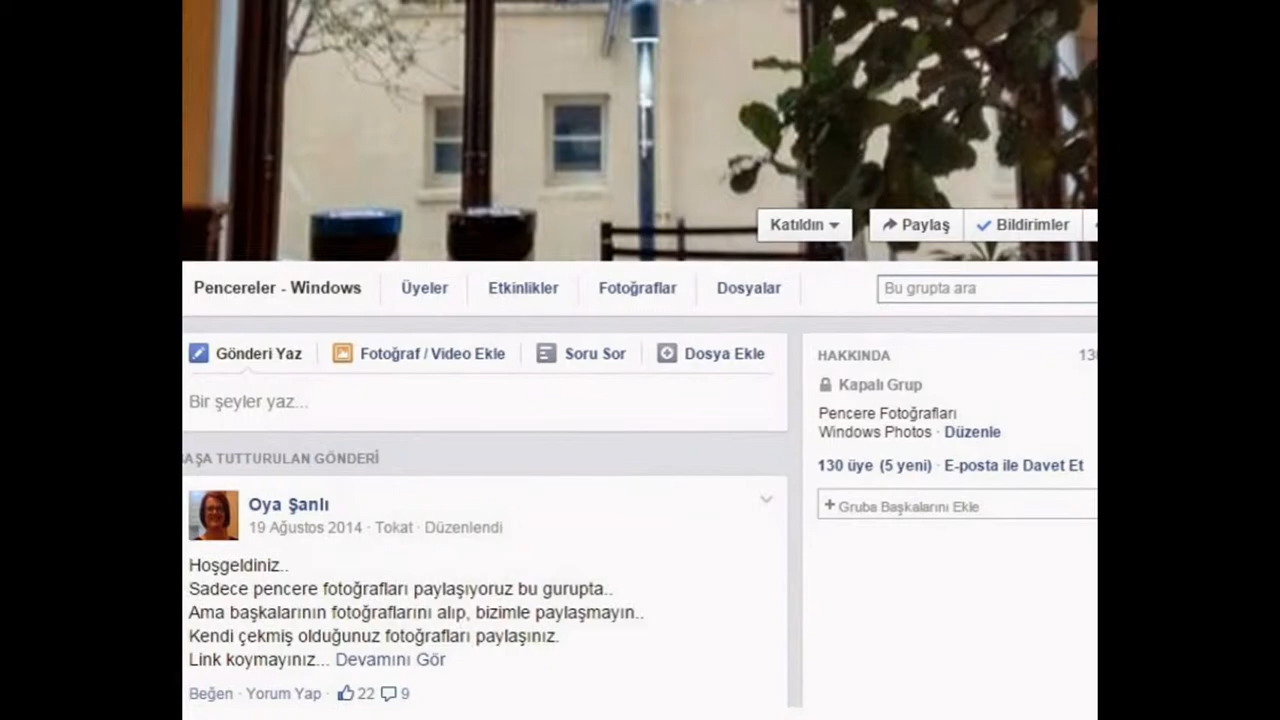 Katıldın
Paylaş
Bildirimler
Pencereler - Windows
Üyeler
Etkinlikler
Fotoğraflar
Dosyalar
Bu grupta ara
Gönderi Yaz
Fotoğraf / Video Ekle
Soru Sor
Dosya Ekle
Bir şeyler yaz...
AŞA TUTTURULAN GÖNDERİ
Oya Şanlı
19 Ağustos 2014 · Tokat · Düzenlendi
Hoşgeldiniz..
Sadece pencere fotoğrafları paylaşıyoruz bu gurupta..
Ama başkalarının fotoğraflarını alıp, bizimle paylaşmayın..
Kendi çekmiş olduğunuz fotoğrafları paylaşınız.
Link koymayınız... Devamını Gör
Beğen · Yorum Yap · 22 9
HAKKINDA
Kapalı Grup
Pencere Fotoğrafları
Windows Photos · Düzenle
130 üye (5 yeni) · E-posta ile Davet Et
+ Gruba Başkalarını Ekle